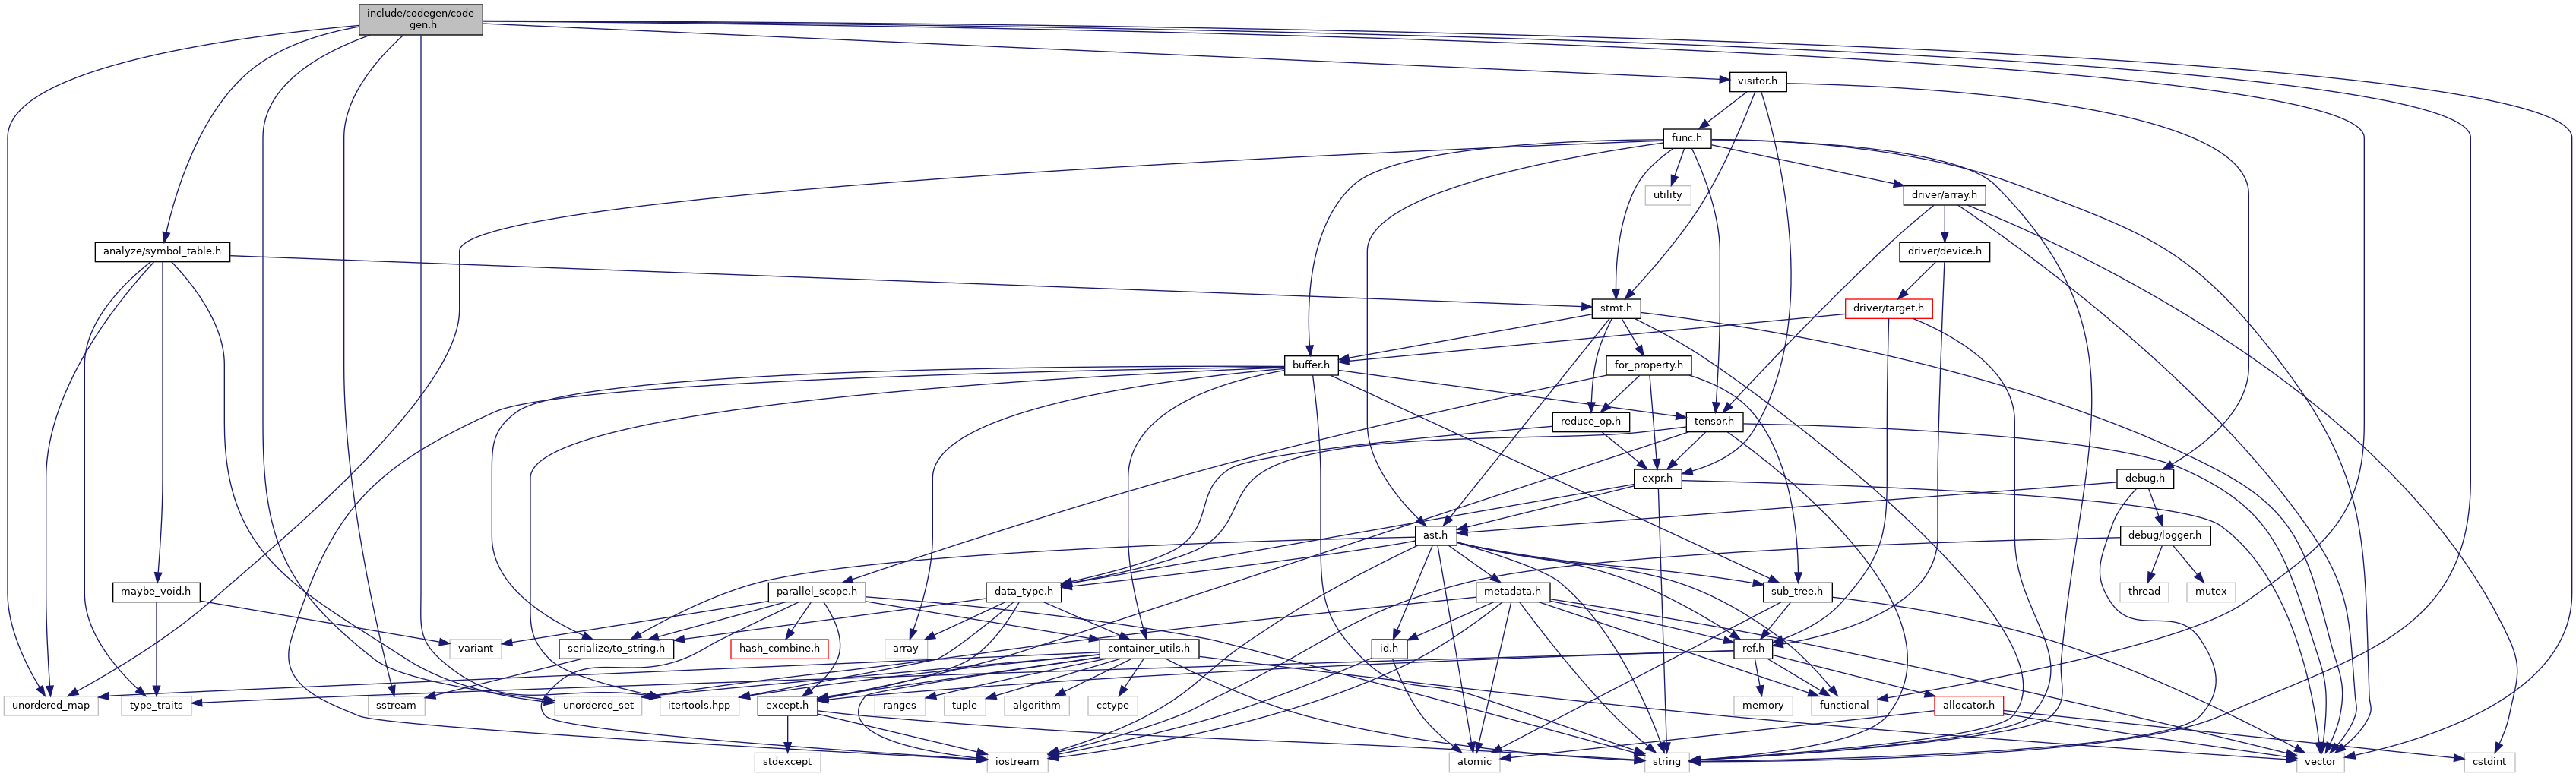 include/codegen/code
_gen.h
visitor.h
func.h
utility
driver/array.h
analyze/symbol_table.h
driver/device.h
stmt.h
driver/target.h
buffer.h
for_property.h
reduce_op.h
tensor.h
expr.h
debug.h
ast.h
debug/logger.h
maybe_void.h
parallel_scope.h
data_type.h
metadata.h
sub_tree.h
thread
mutex
variant
serialize/to_string.h
hash_combine.h
array
container_utils.h
id.h
ref.h
unordered_map
type_traits
sstream
unordered_set
itertools.hpp
except.h
ranges
tuple
algorithm
cctype
memory
functional
allocator.h
stdexcept
iostream
atomic
string
vector
cstdint